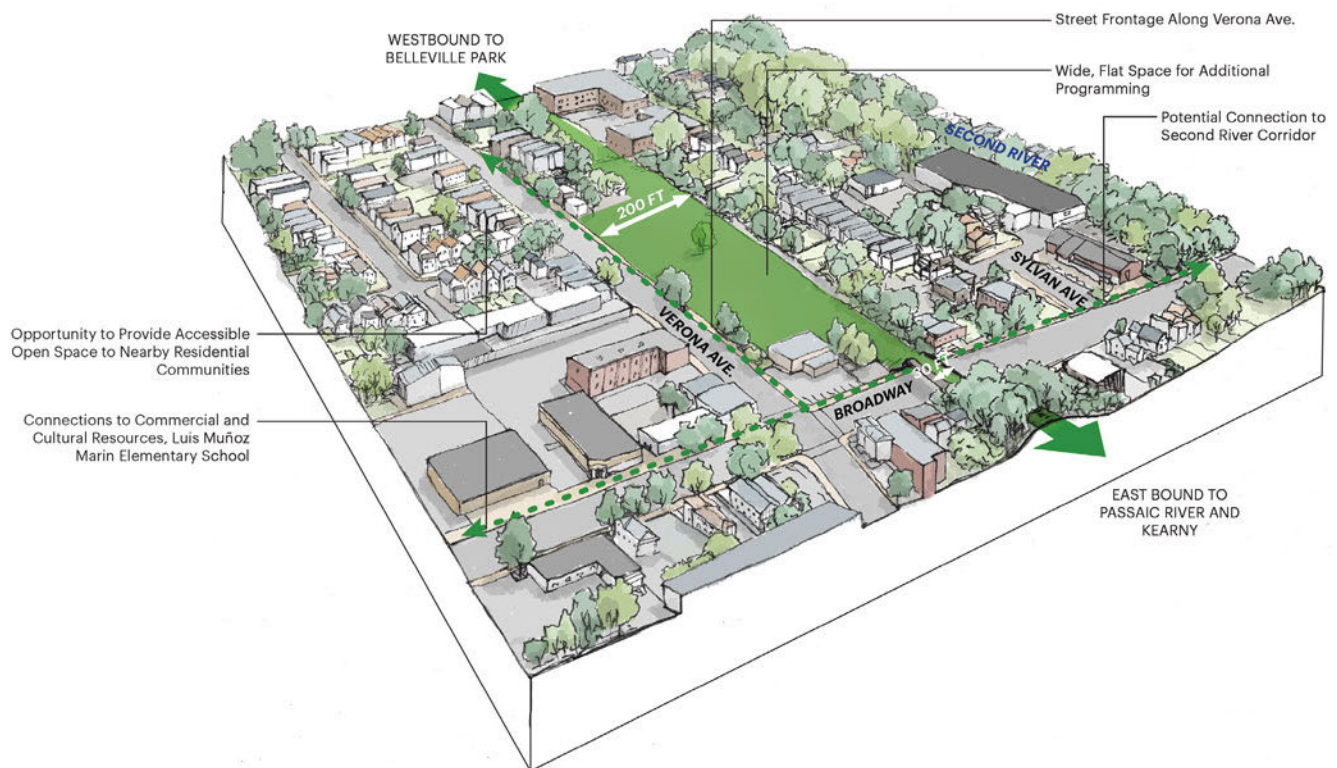 Street Frontage Along Verona Ave.
WESTBOUND TO
BELLEVILLE PARK
Wide, Flat Space for Additional
Programming
Potential Connection to
Second River Corridor
SECOND RIVER
200 FT
SYLVAN AVE.
Opportunity to Provide Accessible
Open Space to Nearby Residential
Communities
VERONA AVE.
FT
BROADWAY
Connections to Commercial and
Cultural Resources, Luis Muñoz
Marin Elementary School
EAST BOUND TO
PASSAIC RIVER AND
KEARNY